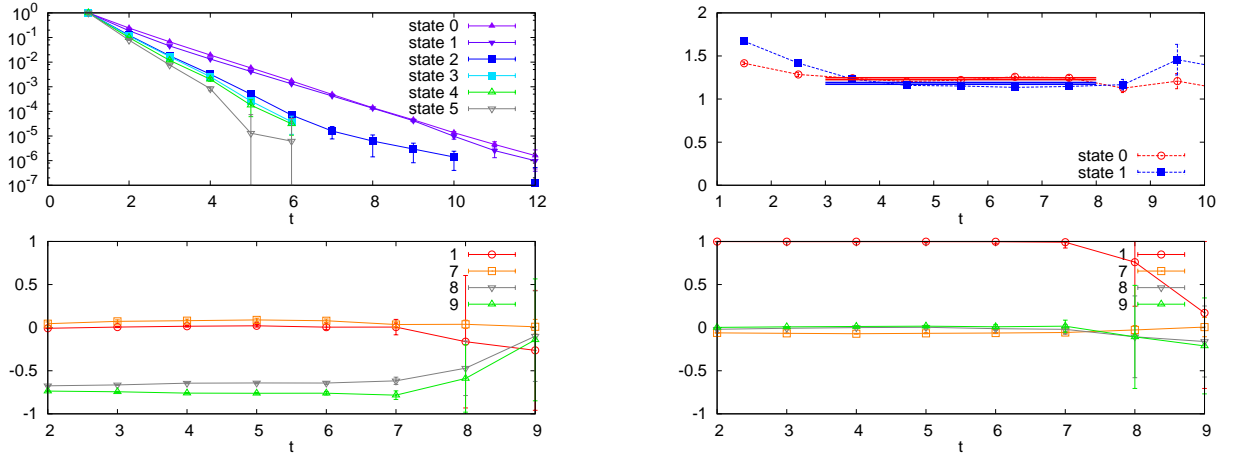 10^0
10^-1
10^-2
10^-3
10^-4
10^-5
10^-6
10^-7
2 4 6 8 10 12
t
state 0
state 1
state 2
state 3
state 4
state 5
2
1.5
1
0.5
0
1 2 3 4 5 6 7 8 9 10
t
state 0
state 1
1
0.5
0
-0.5
-1
2 3 4 5 6 7 8 9
t
1
7
8
9
1
0.5
0
-0.5
-1
2 3 4 5 6 7 8 9
t
1
7
8
9